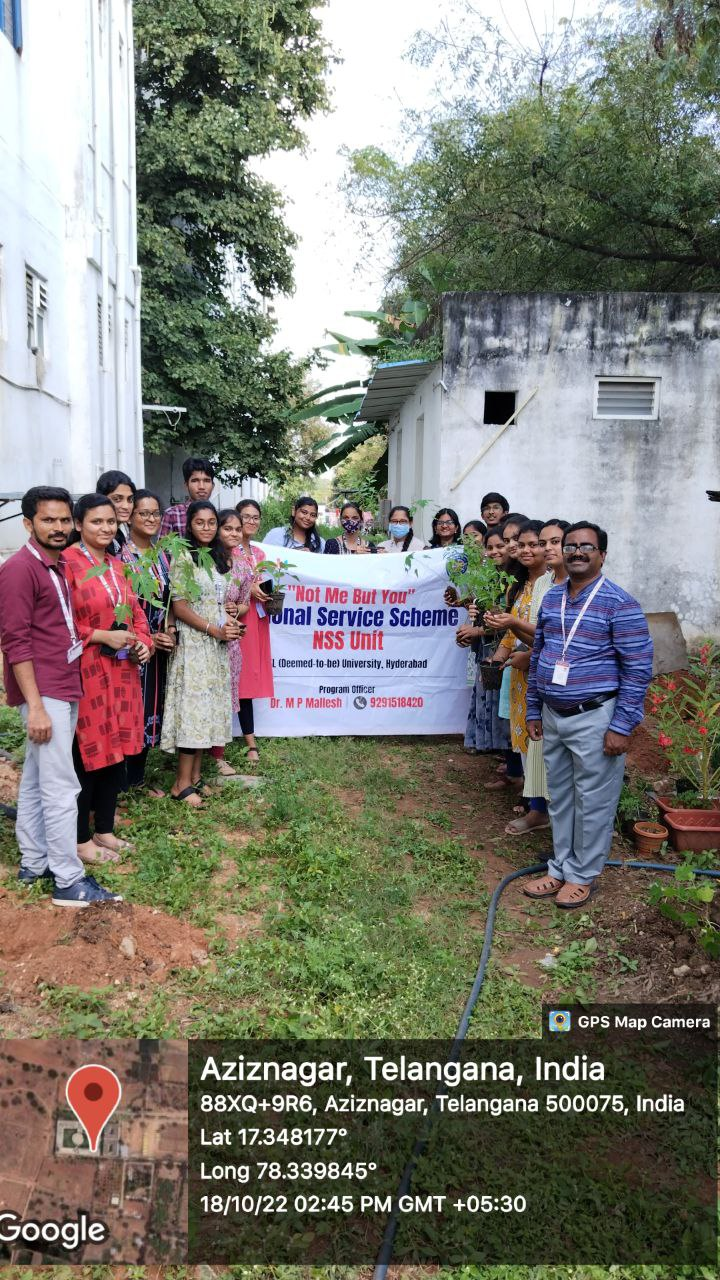 "Not Me But You"
onal Service Scheme
NSS Unit
L (Deemed-to-be) University, Hyderabad
Program Officer
Dr. M P Mallesh 9291518420
GPS Map Camera
Aziznagar, Telangana, India
88XQ+9R6, Aziznagar, Telangana 500075, India
Lat 17.348177°
Long 78.339845°
18/10/22 02:45 PM GMT +05:30
Google